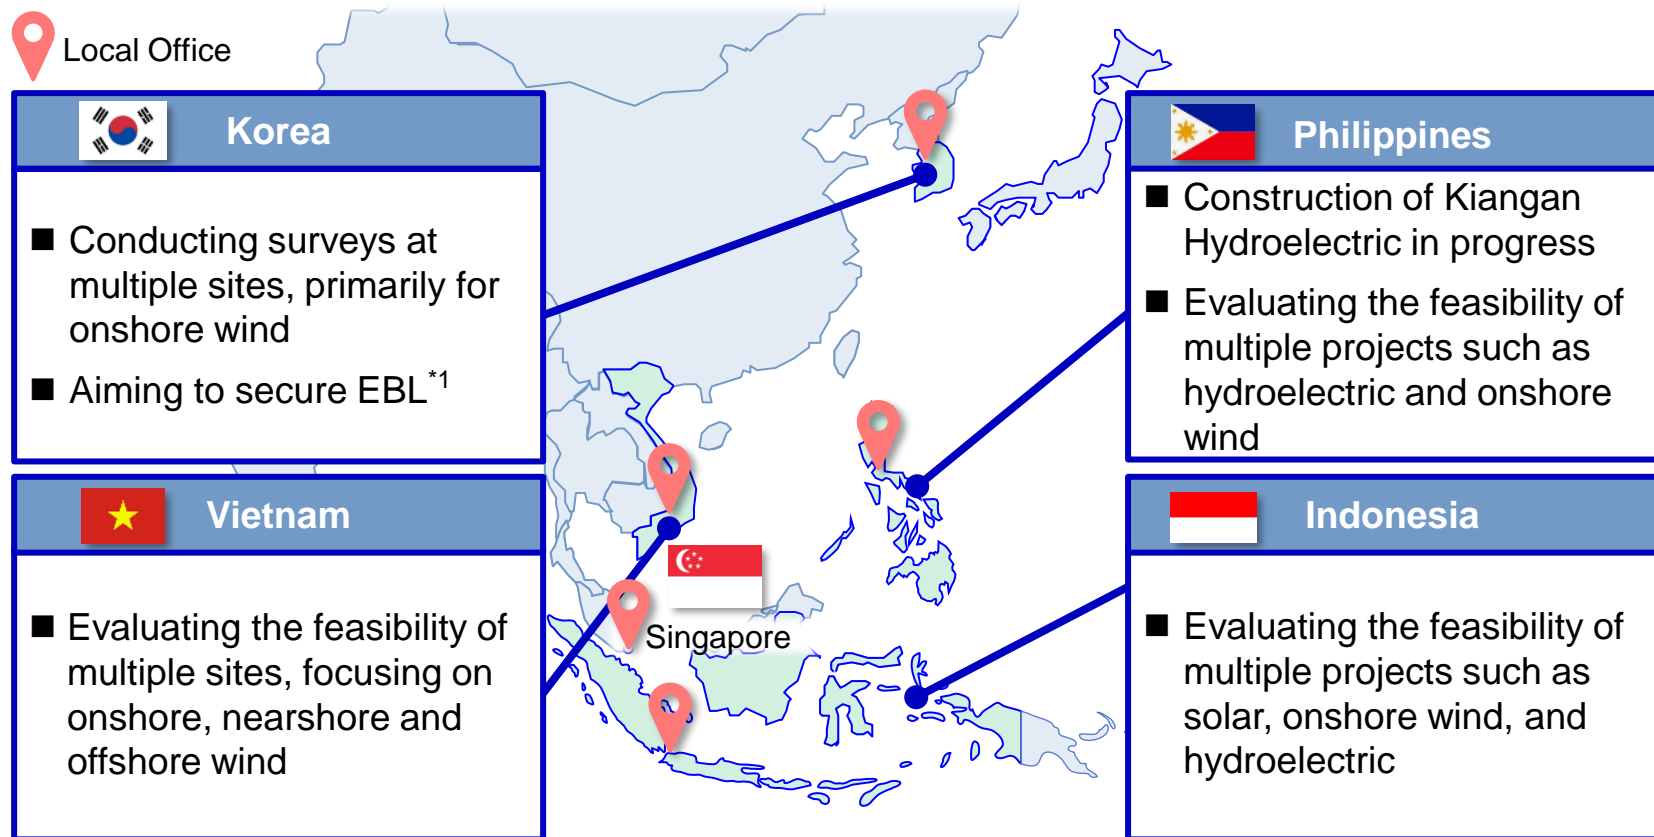 Local Office
Korea
■ Conducting surveys at
multiple sites, primarily for
onshore wind
■ Aiming to secure EBL*1
Philippines
■ Construction of Kiangan
Hydroelectric in progress
■ Evaluating the feasibility of
multiple projects such as
hydroelectric and onshore
wind
Vietnam
■ Evaluating the feasibility of
multiple sites, focusing on
onshore, nearshore and
offshore wind
Singapore
Indonesia
■ Evaluating the feasibility of
multiple projects such as
solar, onshore wind, and
hydroelectric